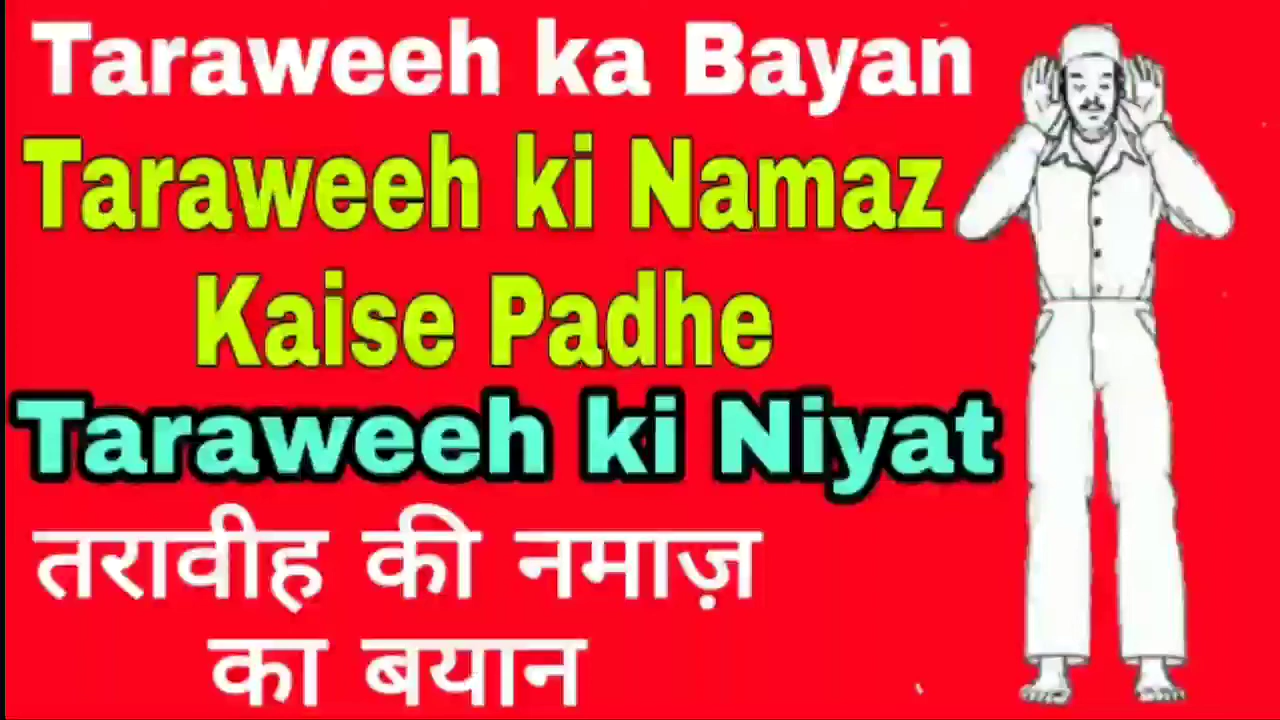 Taraweeh ka Bayan
Taraweeh ki Namaz
Kaise Padhe
Taraweeh ki Niyat
तरावीह की नमाज़
का बयान